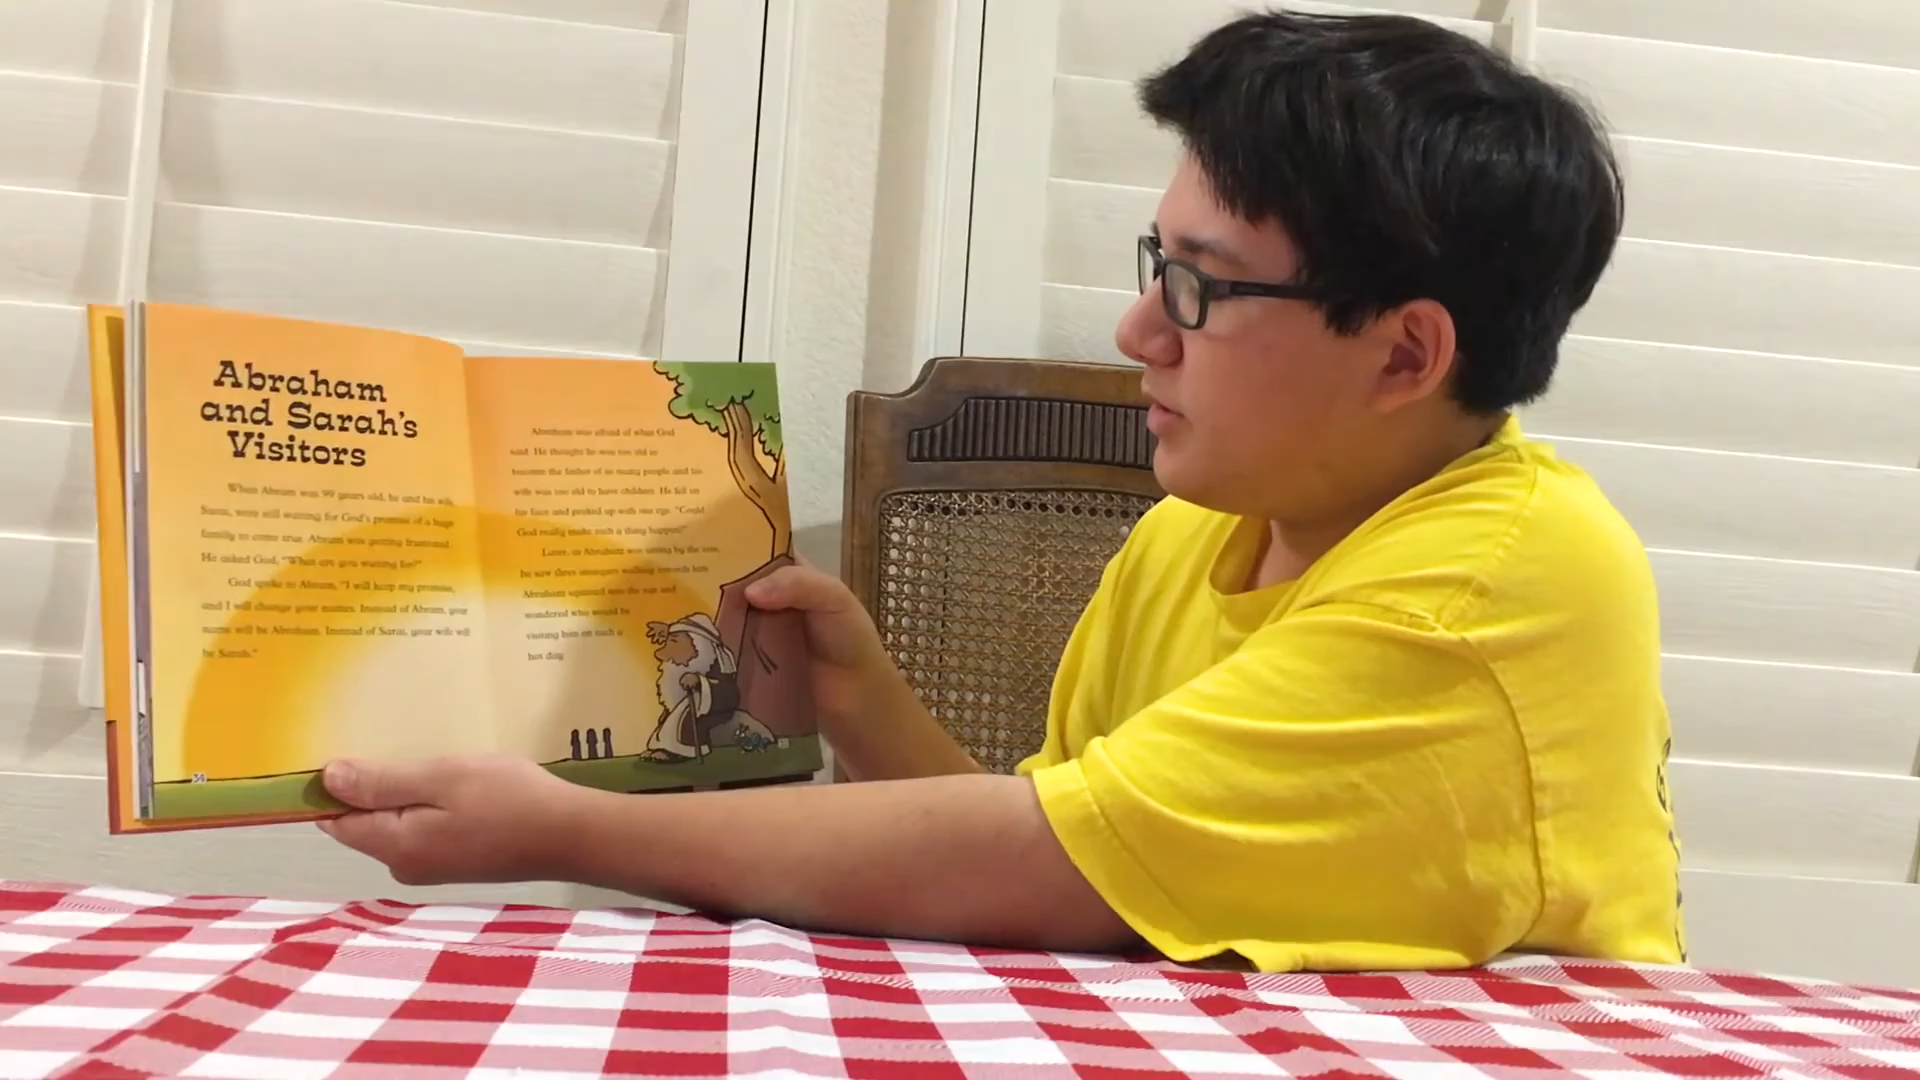 Abraham
and Sarah's
Visitors
When Abram was 99 years old, he and his wife,
Sarai, were still waiting for God's promise of a huge
family to come true. Abram was getting frustrated.
He asked God, "What are you waiting for?"
God spoke to Abram, "I will keep my promise,
and I will change your names. Instead of Abram, your
name will be Abraham. Instead of Sarai, your wife will
be Sarah."
34
Abraham was afraid of what God
said. He thought he was too old to
become the father of so many people and his
wife was too old to have children. He fell on
his face and peeked up with one eye. "Could
God really make such a thing happen?"
Later, as Abraham was sitting by the tree,
he saw three strangers walking towards him.
Abraham squinted into the sun and
wondered who would be
visiting him on such a
hot day.